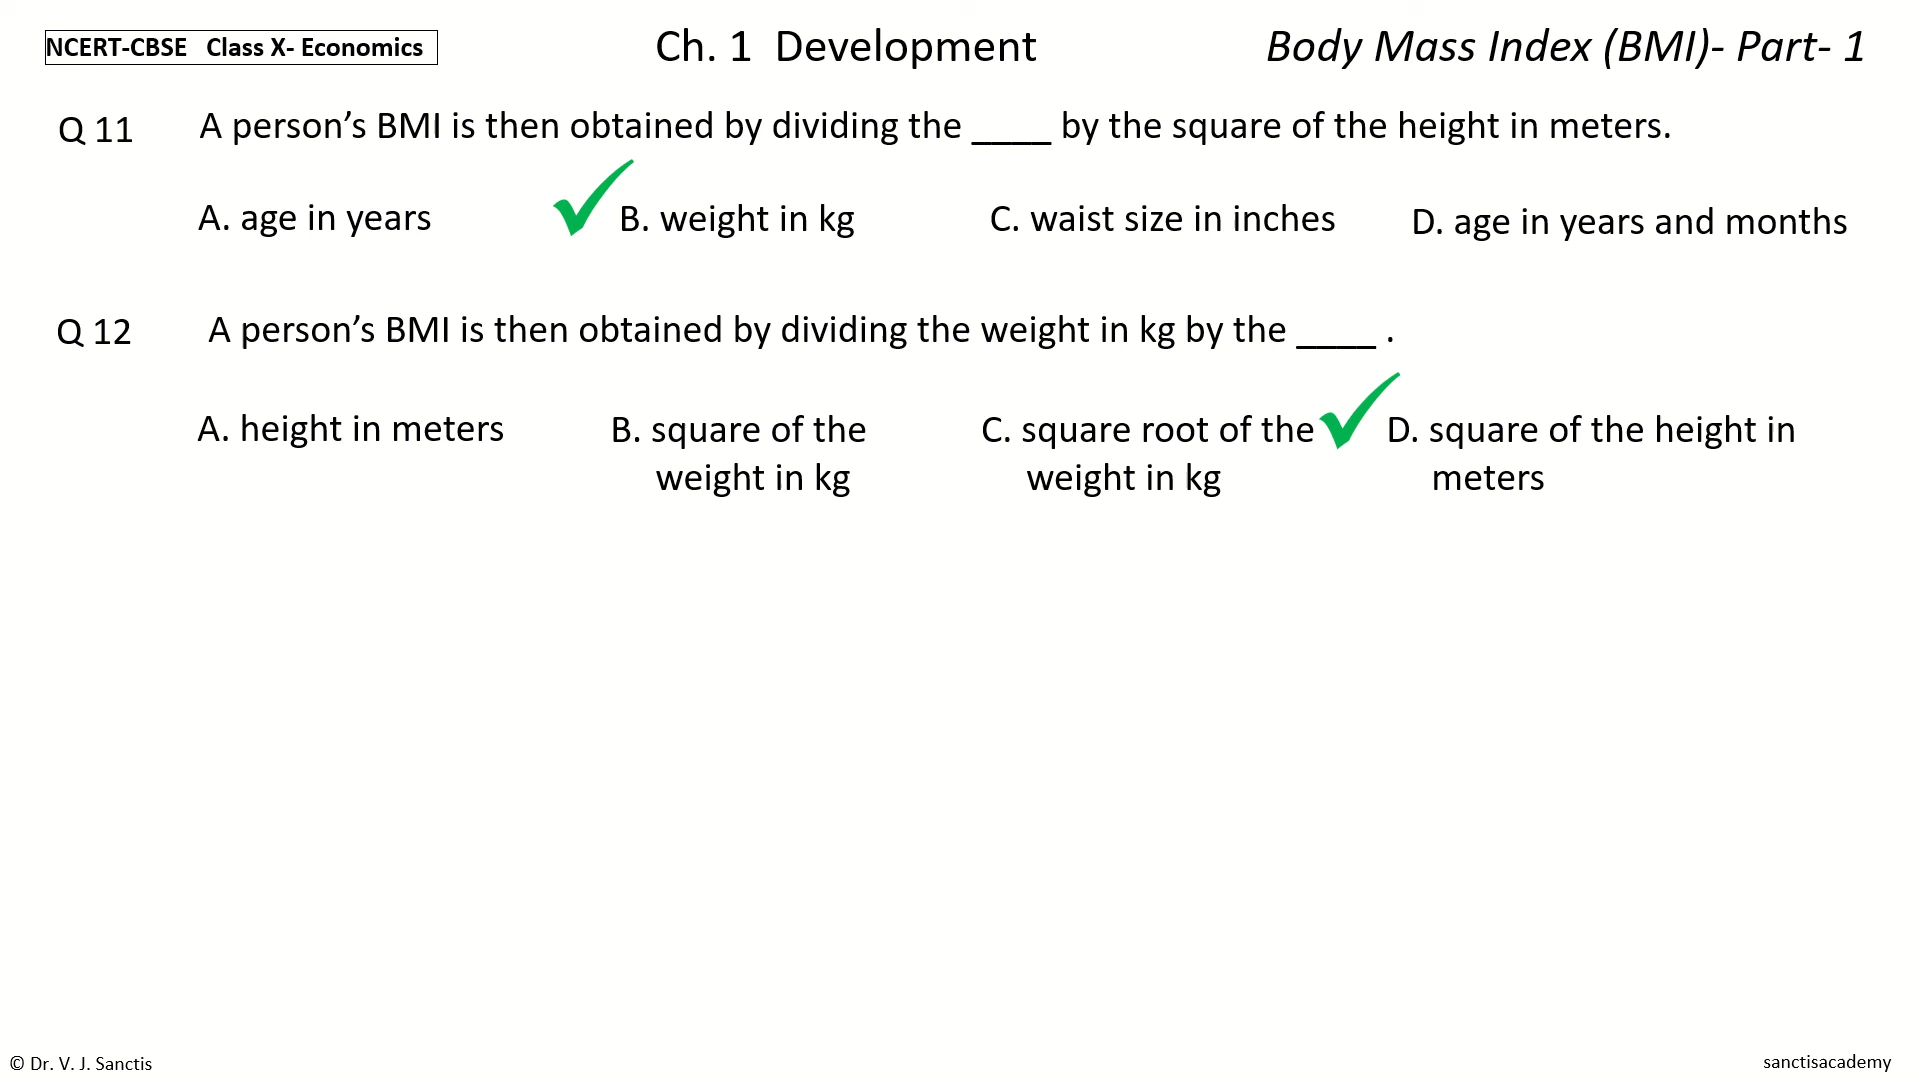 NCERT-CBSE Class X- Economics Ch. 1 Development Body Mass Index (BMI)- Part- 1
Q 11 A person’s BMI is then obtained by dividing the ____ by the square of the height in meters.
A. age in years B. weight in kg C. waist size in inches D. age in years and months
Q 12 A person’s BMI is then obtained by dividing the weight in kg by the ____ .
A. height in meters
B. square of the
weight in kg
C. square root of the
weight in kg
D. square of the height in
meters
© Dr. V. J. Sanctis
sanctisacademy